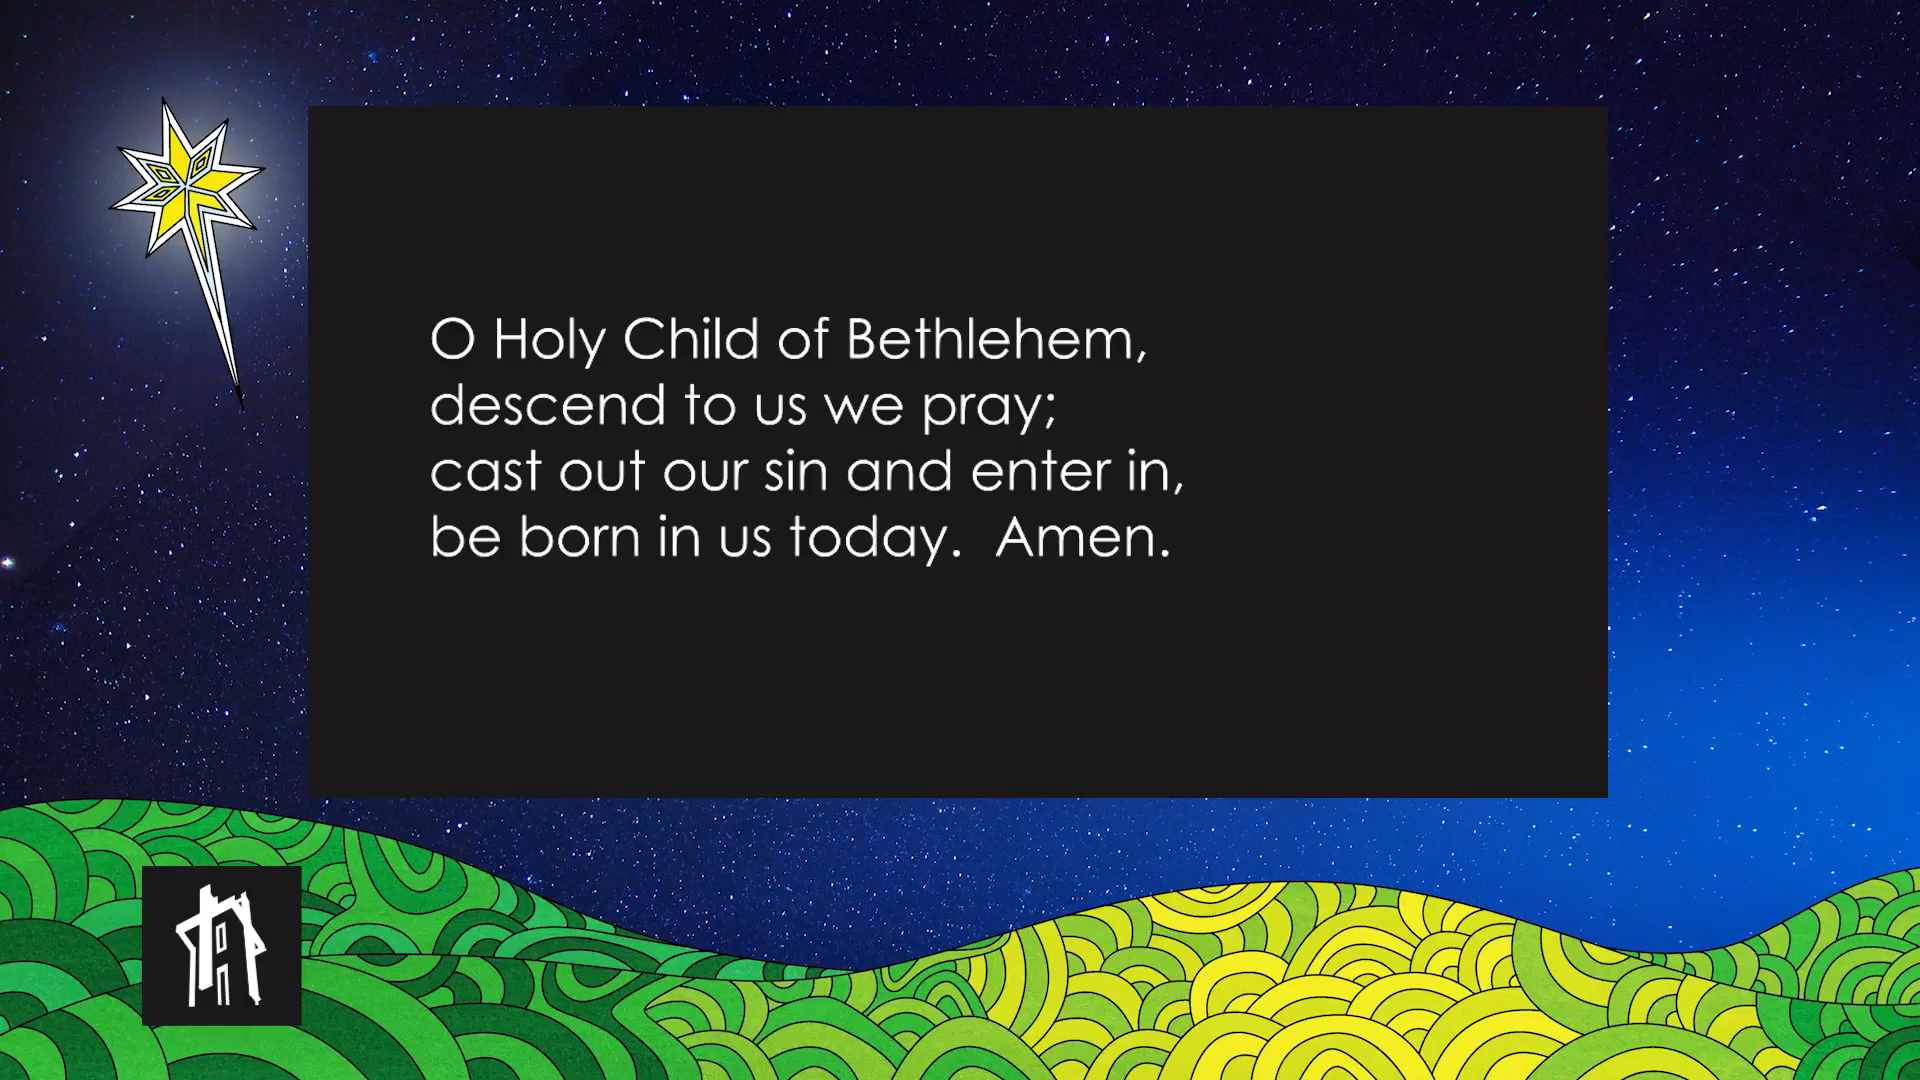 O Holy Child of Bethlehem,
descend to us we pray;
cast out our sin and enter in,
be born in us today.  Amen.